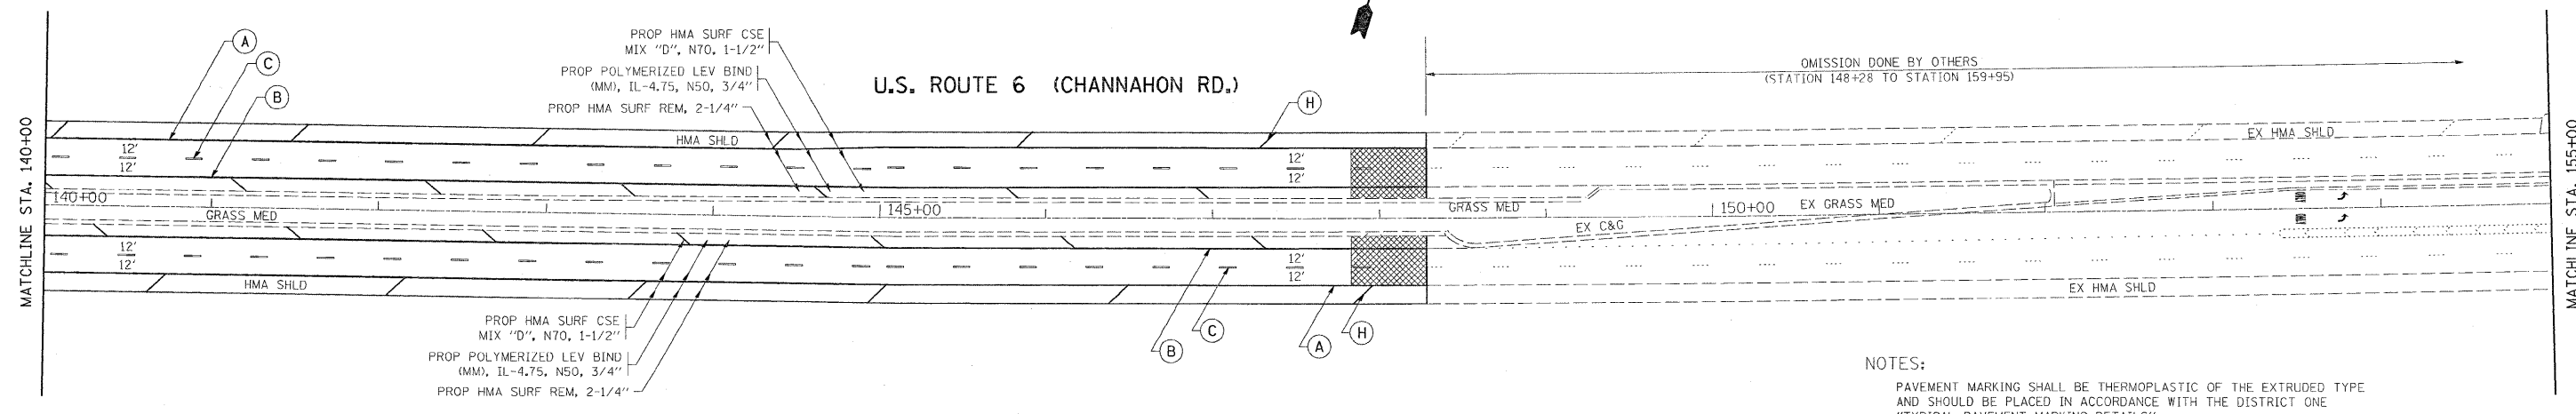 PROP HMA SURF CSE
MIX "D", N70, 1-1/2"
PROP POLYMERIZED LEV BIND
(MM), IL-4.75, N50, 3/4"
PROP HMA SURF REM, 2-1/4"
A
C
B
U.S. ROUTE 6 (CHANNAHON RD.)
H
OMISSION DONE BY OTHERS
(STATION 148+28 TO STATION 159+95)
MATCHLINE STA. 140+00
HMA SHLD
EX HMA SHLD
12'
12'
12'
12'
140+00
GRASS MED
145+00
GRASS MED
150+00
EX GRASS MED
EX C&G
12'
12'
12'
12'
HMA SHLD
EX HMA SHLD
MATCHLINE STA. 155+00
PROP HMA SURF CSE
MIX "D", N70, 1-1/2"
PROP POLYMERIZED LEV BIND
(MM), IL-4.75, N50, 3/4"
PROP HMA SURF REM, 2-1/4"
B
C
A
H
NOTES:
PAVEMENT MARKING SHALL BE THERMOPLASTIC OF THE EXTRUDED TYPE
AND SHOULD BE PLACED IN ACCORDANCE WITH THE DISTRICT ONE
"TYPICAL PAVEMENT MARKING DETAILS"